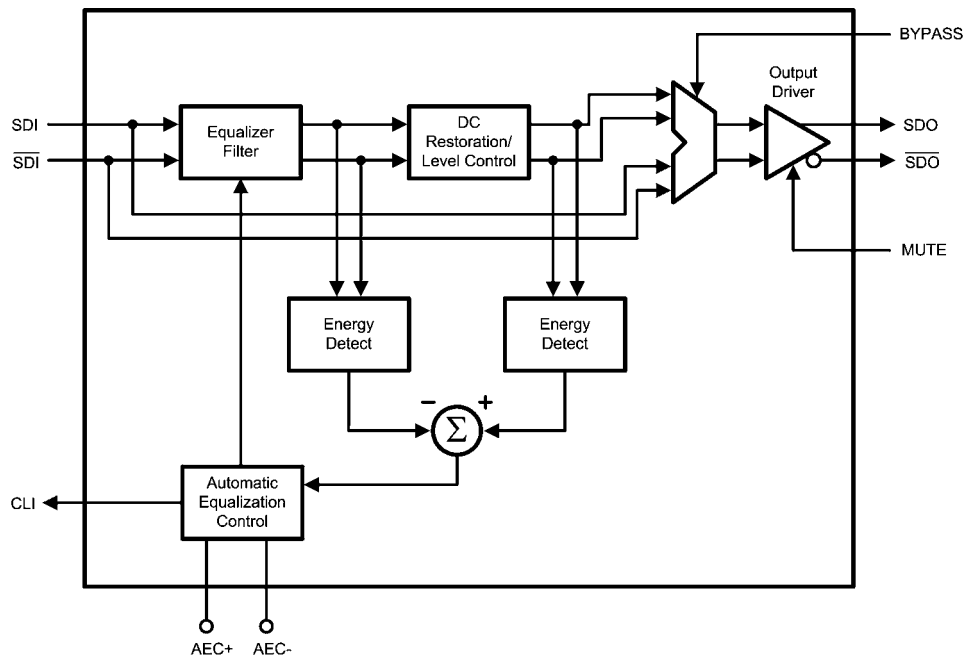 BYPASS
Output
Driver
SDI
SDI
Equalizer
Filter
DC
Restoration/
Level Control
SDO
SDO
MUTE
Energy
Detect
Energy
Detect
− +
Σ
Automatic
Equalization
Control
CLI
AEC+ AEC-